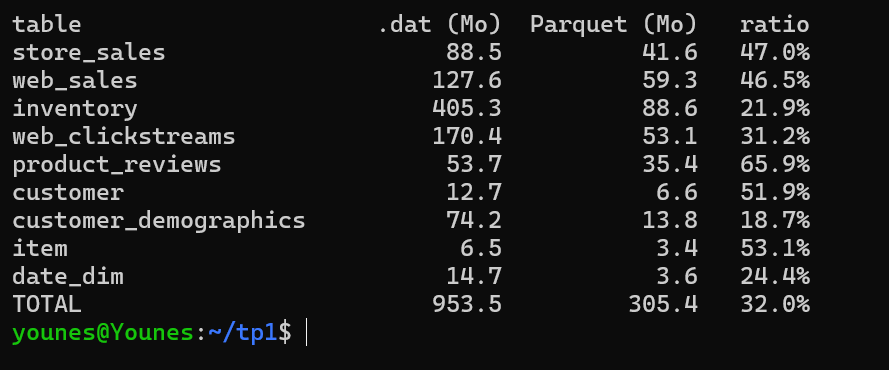 table .dat (Mo) Parquet (Mo) ratio
store_sales 88.5 41.6 47.0%
web_sales 127.6 59.3 46.5%
inventory 405.3 88.6 21.9%
web_clickstreams 170.4 53.1 31.2%
product_reviews 53.7 35.4 65.9%
customer 12.7 6.6 51.9%
customer_demographics 74.2 13.8 18.7%
item 6.5 3.4 53.1%
date_dim 14.7 3.6 24.4%
TOTAL 953.5 305.4 32.0%
younes@Younes:~/tp1$